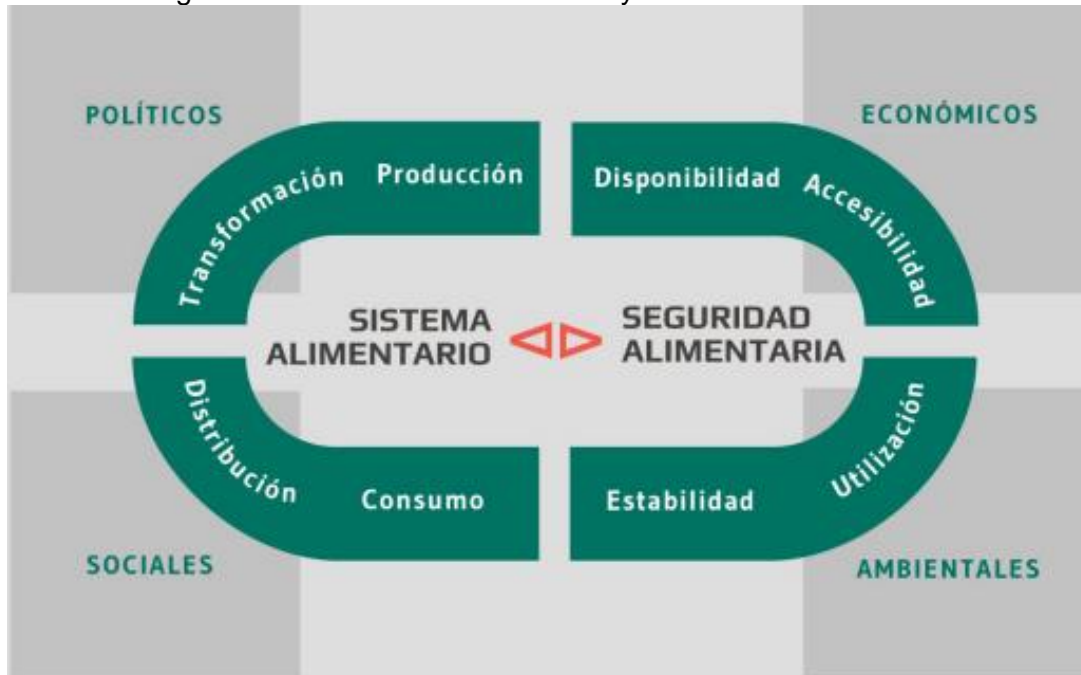 POLÍTICOS
ECONÓMICOS
Transformación
Producción
Disponibilidad
Accesibilidad
SISTEMA
ALIMENTARIO
SEGURIDAD
ALIMENTARIA
Distribución
Consumo
Estabilidad
Utilización
SOCIALES
AMBIENTALES